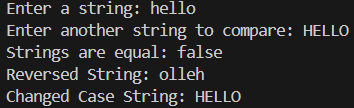 Enter a string: hello
Enter another string to compare: HELLO
Strings are equal: false
Reversed String: olleh
Changed Case String: HELLO